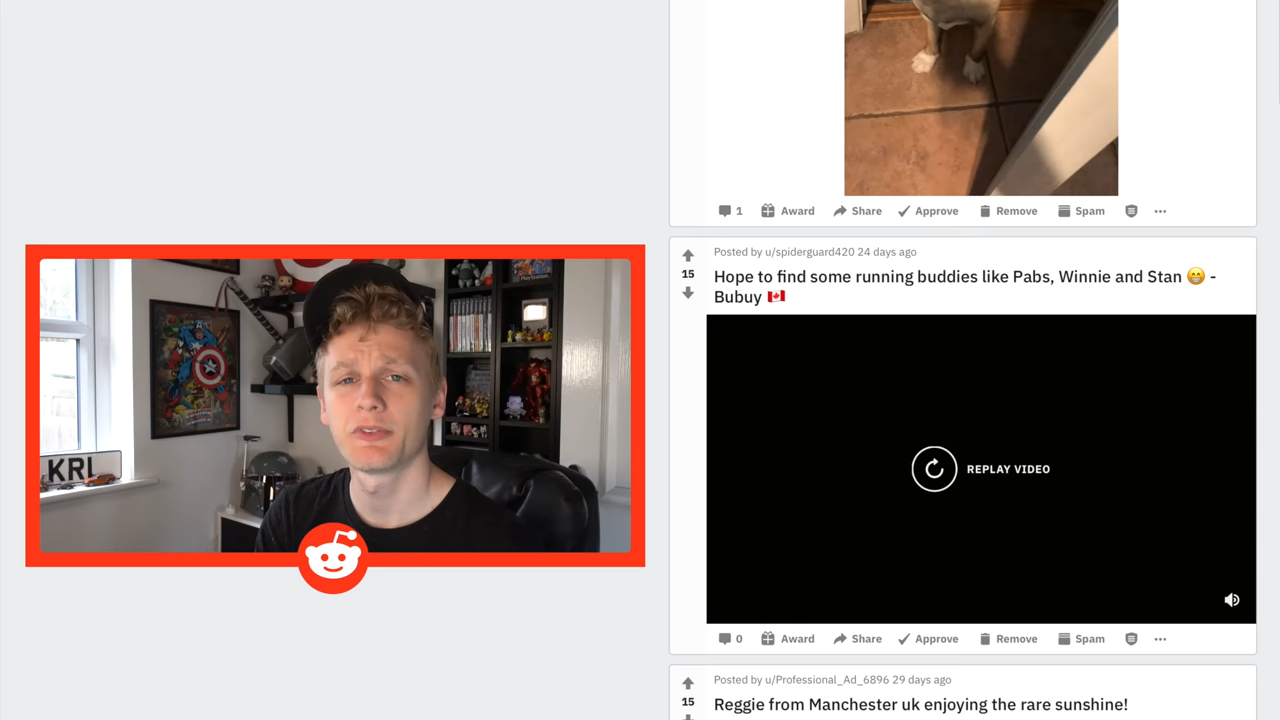 1 Award Share Approve Remove Spam
Posted by u/spiderguard420 24 days ago
15
Hope to find some running buddies like Pabs, Winnie and Stan 😁 -
Bubuy 🇨🇦
REPLAY VIDEO
0 Award Share Approve Remove Spam
Posted by u/Professional_Ad_6896 29 days ago
15
Reggie from Manchester uk enjoying the rare sunshine!
KRL
PlayStation